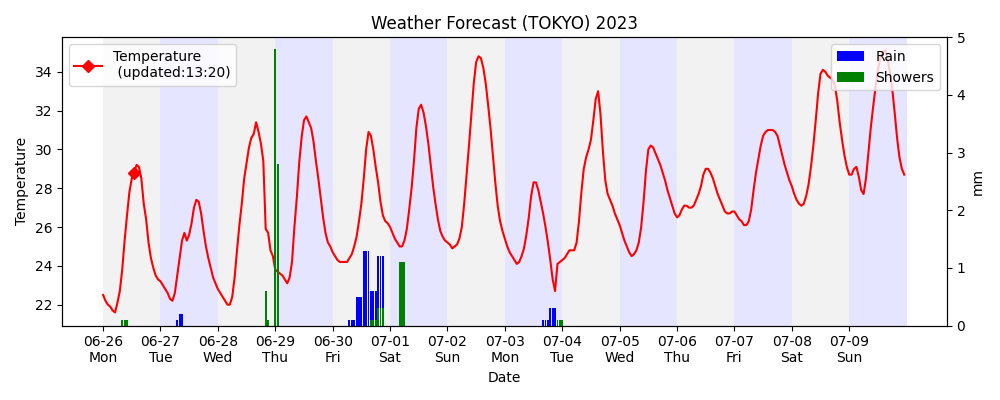 Weather Forecast (TOKYO) 2023
Temperature
(updated:13:20)
Rain
Showers
Temperature
34
32
30
28
26
24
22
5
4
3
2
1
0
mm
06-26 06-27 06-28 06-29 06-30 07-01 07-02 07-03 07-04 07-05 07-06 07-07 07-08 07-09
Mon Tue Wed Thu Fri Sat Sun Mon Tue Wed Thu Fri Sat Sun
Date